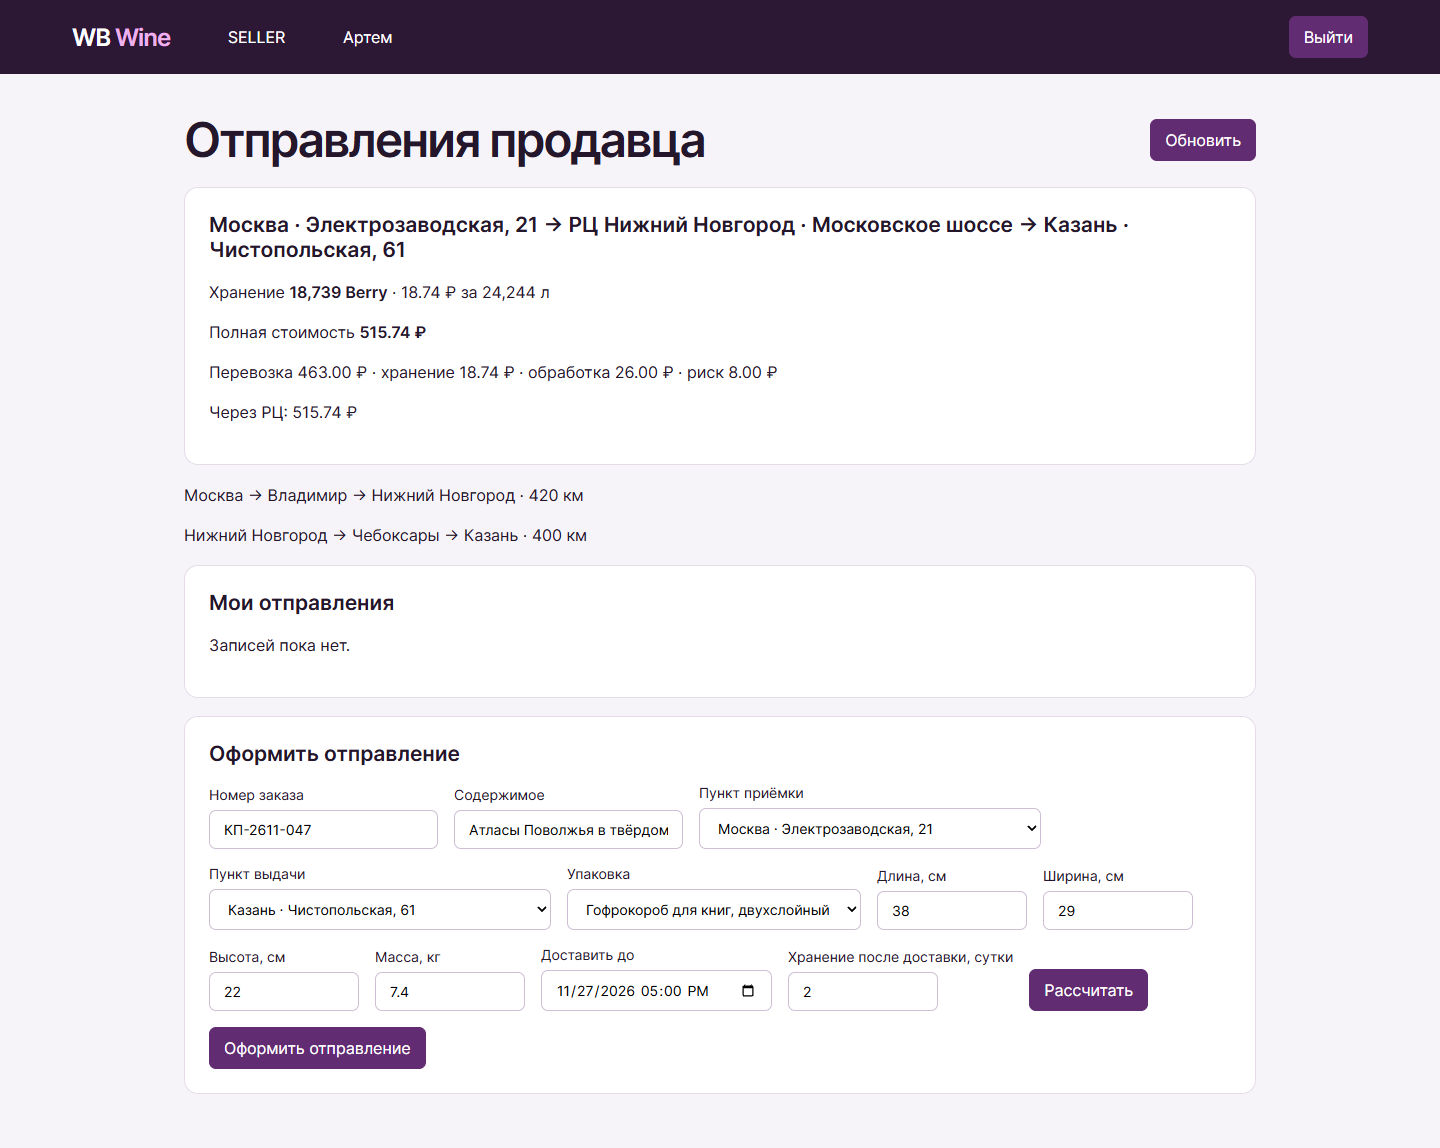 WB Wine SELLER Артем Выйти
Отправления продавца Обновить
Москва · Электрозаводская, 21 → РЦ Нижний Новгород · Московское шоссе → Казань ·
Чистопольская, 61
Хранение 18,739 Berry · 18.74 ₽ за 24,244 л
Полная стоимость 515.74 ₽
Перевозка 463.00 ₽ · хранение 18.74 ₽ · обработка 26.00 ₽ · риск 8.00 ₽
Через РЦ: 515.74 ₽
Москва → Владимир → Нижний Новгород · 420 км
Нижний Новгород → Чебоксары → Казань · 400 км
Мои отправления
Записей пока нет.
Оформить отправление
Номер заказа Содержимое Пункт приёмки
КП-2611-047 Атласы Поволжья в твёрдом Москва · Электрозаводская, 21
Пункт выдачи Упаковка Длина, см Ширина, см
Казань · Чистопольская, 61 Гофрокороб для книг, двухслойный 38 29
Высота, см Масса, кг Доставить до Хранение после доставки, сутки
22 7.4 11/27/2026 05:00 PM 2 Рассчитать
Оформить отправление